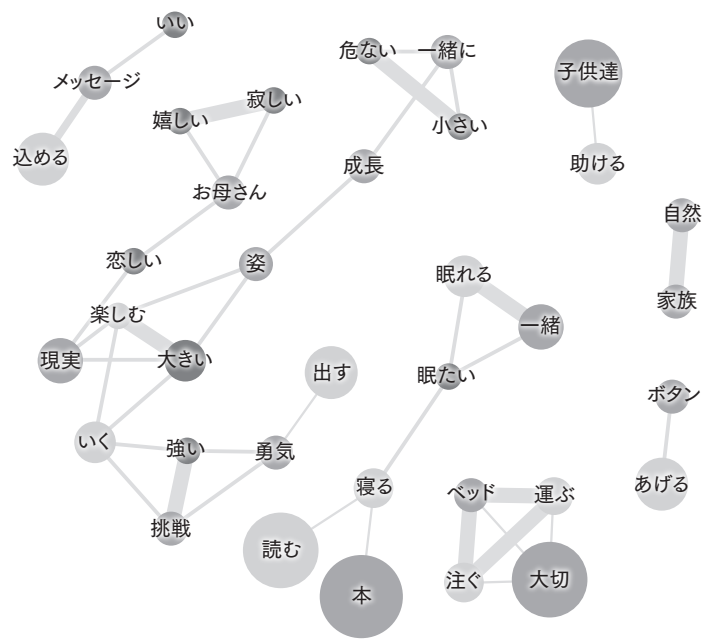 いい
メッセージ
込める
嬉しい
寂しい
お母さん
危ない
一緒に
小さい
成長
子供達
助ける
恋しい
姿
楽しむ
現実
大きい
いく
強い
勇気
挑戦
出す
眠れる
一緒
眠たい
寝る
読む
本
自然
家族
ボタン
あげる
ベッド
運ぶ
注ぐ
大切